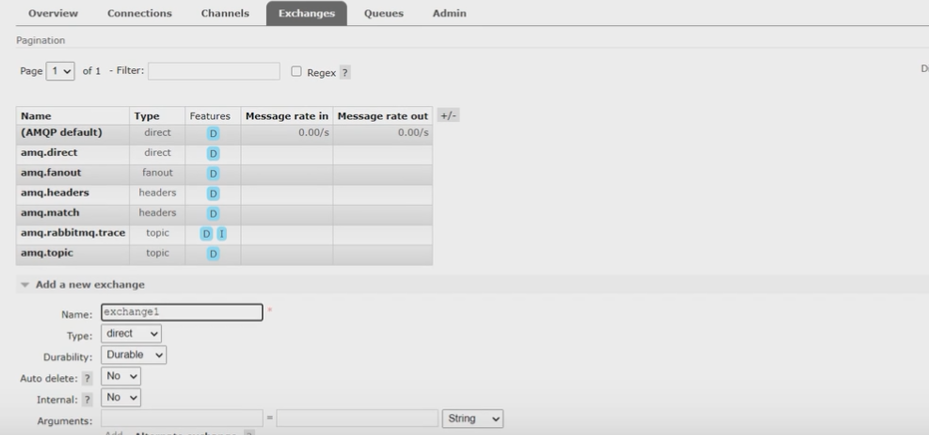 Overview Connections Channels Exchanges Queues Admin
Pagination
Page 1 of 1 - Filter: Regex ?
Name Type Features Message rate in Message rate out +/-
(AMQP default) direct D 0.00/s 0.00/s
amq.direct direct D
amq.fanout fanout D
amq.headers headers D
amq.match headers D
amq.rabbitmq.trace topic D I
amq.topic topic D
Add a new exchange
Name: exchange1 *
Type: direct
Durability: Durable
Auto delete: ? No
Internal: ? No
Arguments: = String